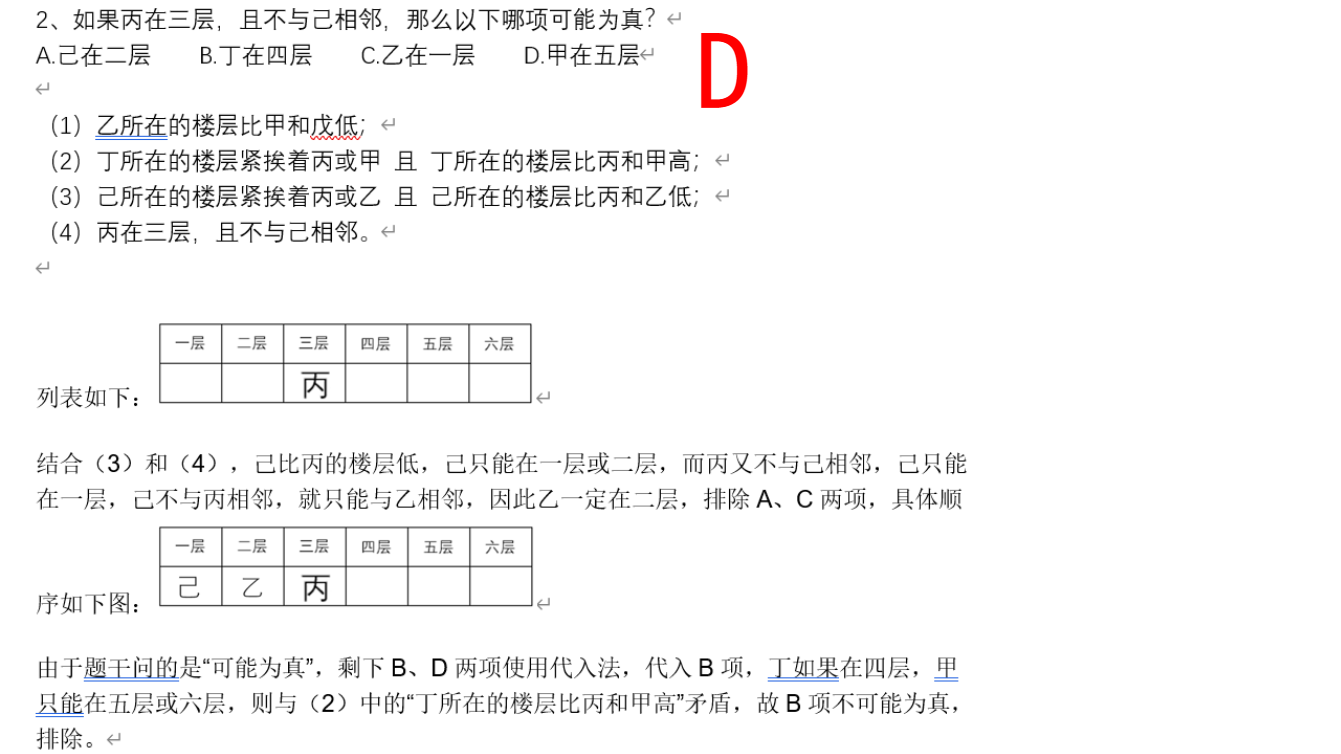 2、如果丙在三层，且不与己相邻，那么以下哪项可能为真？
A.己在二层 B.丁在四层 C.乙在一层 D.甲在五层
D
（1）乙所在的楼层比甲和戊低；
（2）丁所在的楼层紧挨着丙或甲 且 丁所在的楼层比丙和甲高；
（3）己所在的楼层紧挨着丙或乙 且 己所在的楼层比丙和乙低；
（4）丙在三层，且不与己相邻。
一层 二层 三层 四层 五层 六层
丙
列表如下：
结合（3）和（4），己比丙的楼层低，己只能在一层或二层，而丙又不与己相邻，己只能
在一层，己不与丙相邻，就只能与乙相邻，因此乙一定在二层，排除 A、C 两项，具体顺
一层 二层 三层 四层 五层 六层
己 乙 丙
序如下图：
由于题干问的是“可能为真”，剩下 B、D 两项使用代入法，代入 B 项，丁如果在四层，甲
只能在五层或六层，则与（2）中的“丁所在的楼层比丙和甲高”矛盾，故 B 项不可能为真，
排除。